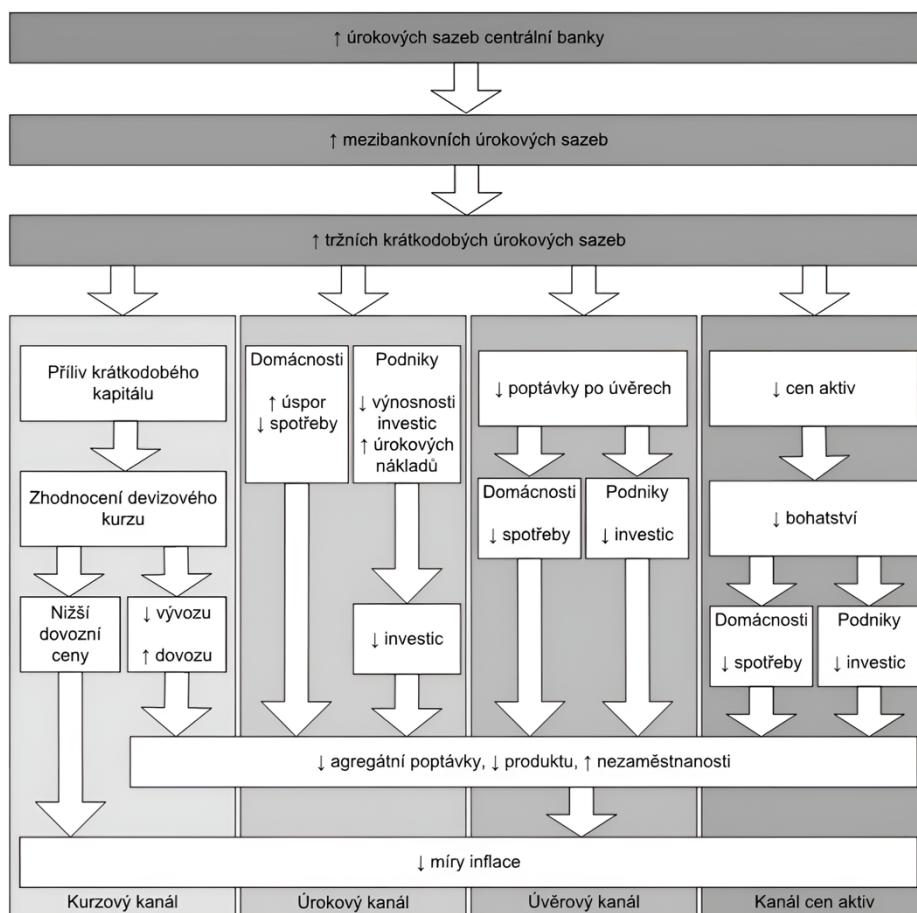 ↑ úrokových sazeb centrální banky
↑ mezibankovních úrokových sazeb
↑ tržních krátkodobých úrokových sazeb
Příliv krátkodobého
kapitálu
Zhodnocení devizového
kurzu
Nižší
dovozní
ceny
↓ vývozu
↑ dovozu
Domácnosti
↑ úspor
↓ spotřeby
Podniky
↓ výnosnosti
investic
↑ úrokových
nákladů
↓ investic
↓ poptávky po úvěrech
Domácnosti
↓ spotřeby
Podniky
↓ investic
↓ cen aktiv
↓ bohatství
Domácnosti
↓ spotřeby
Podniky
↓ investic
↓ agregátní poptávky, ↓ produktu, ↑ nezaměstnanosti
↓ míry inflace
Kurzový kanál
Úrokový kanál
Úvěrový kanál
Kanál cen aktiv